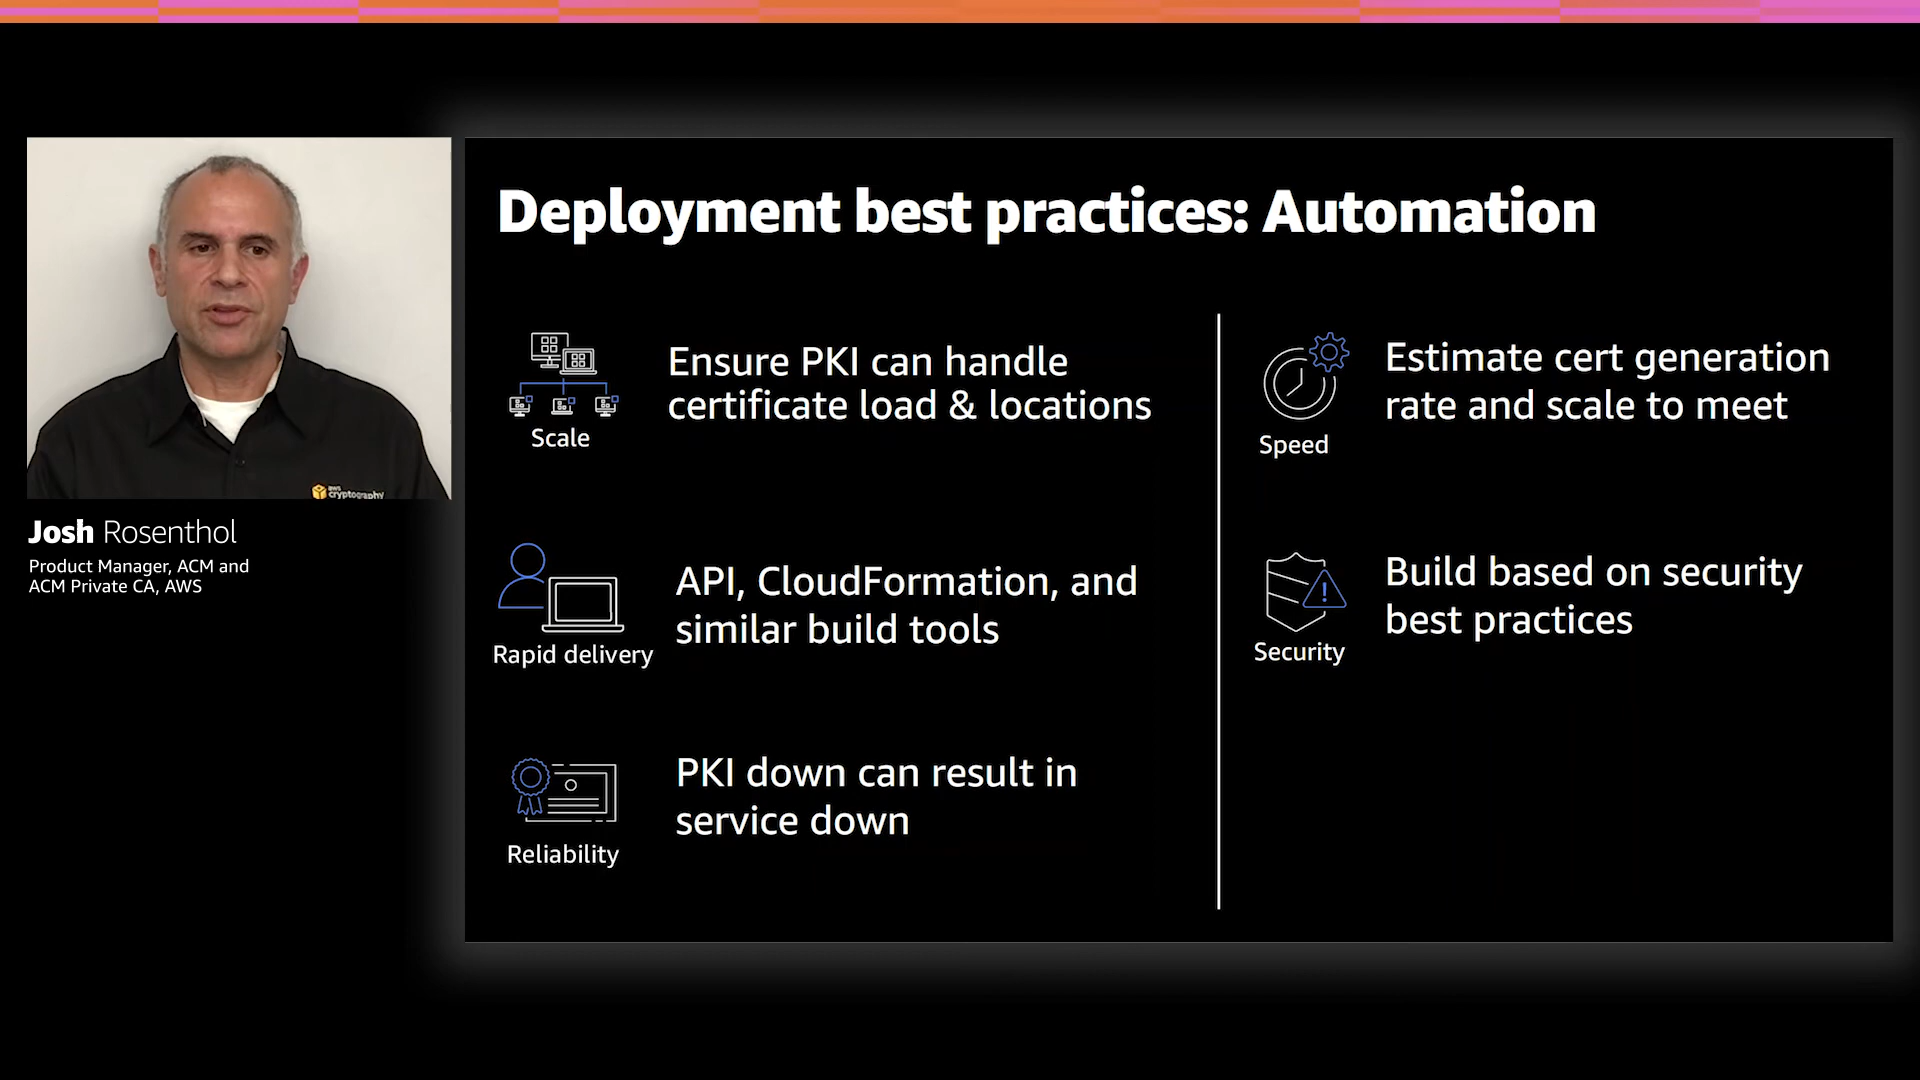 Deployment best practices: Automation
Ensure PKI can handle
certificate load & locations
Scale
API, CloudFormation, and
similar build tools
Rapid delivery
PKI down can result in
service down
Reliability
Estimate cert generation
rate and scale to meet
Speed
Build based on security
best practices
Security
aws
cryptography
Josh Rosenthol
Product Manager, ACM and
ACM Private CA, AWS